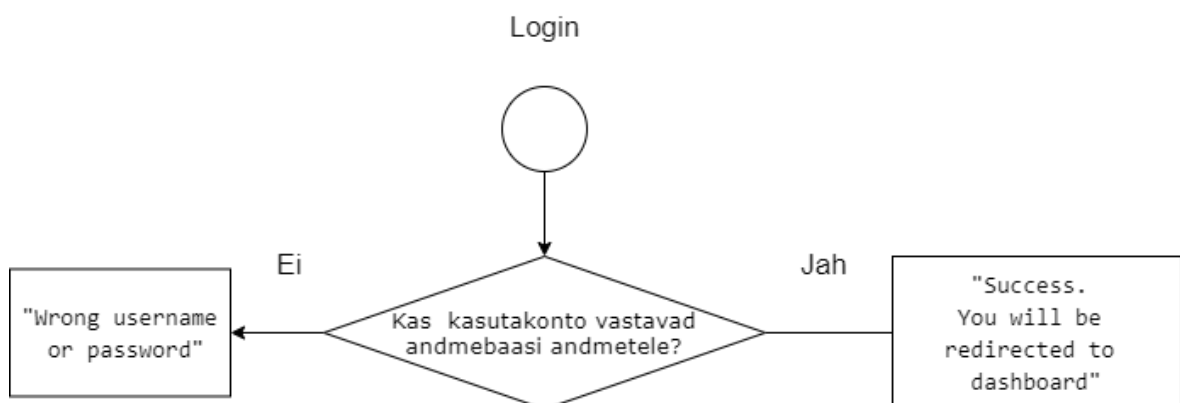 Login
Ei
Jah
"Wrong username
or password"
Kas kasutakonto vastavad
andmebaasi andmetele?
"Success.
You will be
redirected to
dashboard"